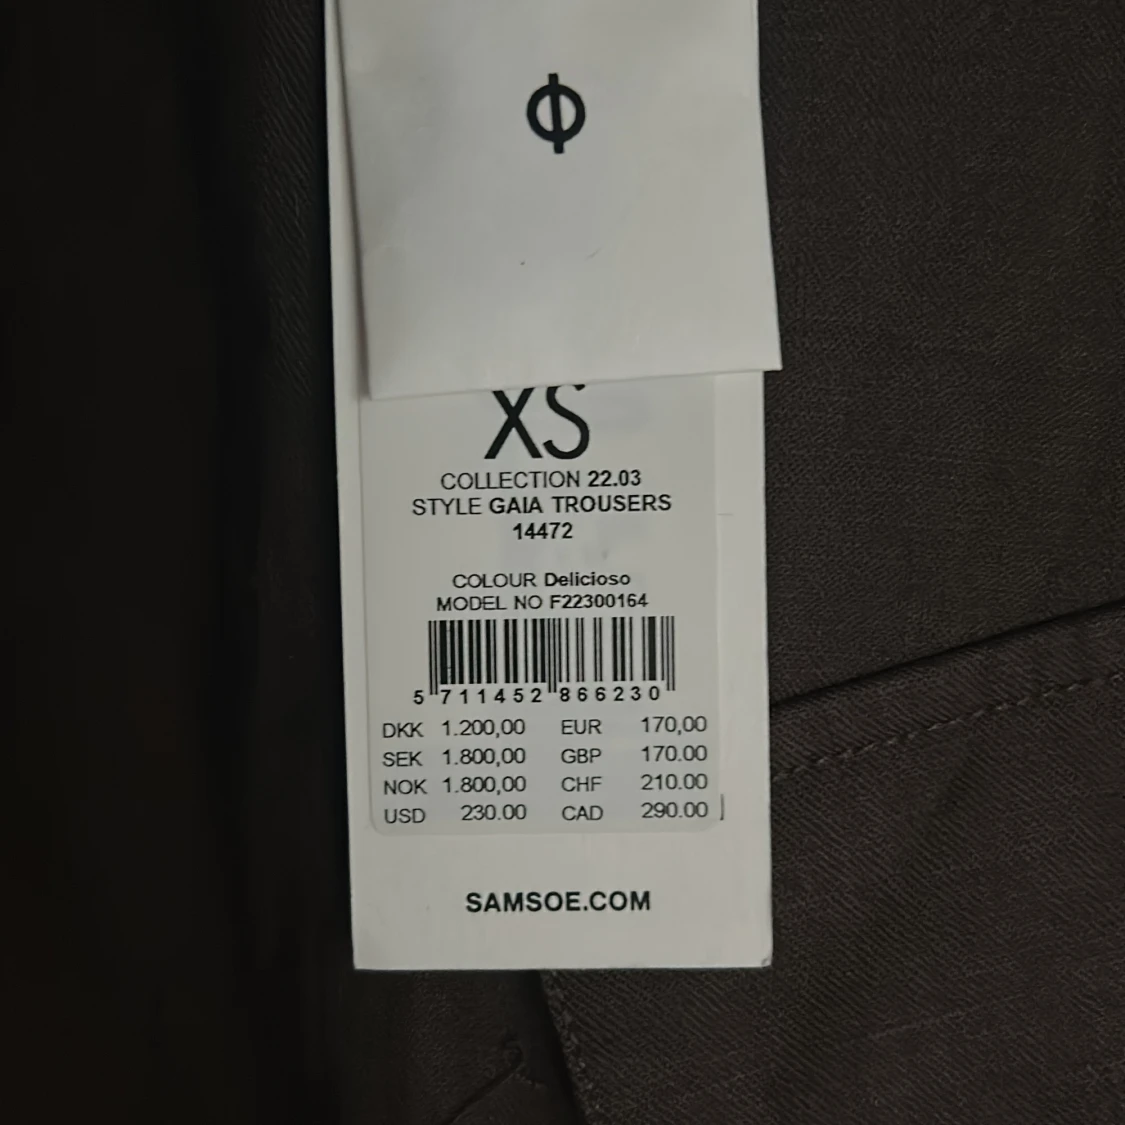 XS
COLLECTION 22.03
STYLE GAIA TROUSERS
14472
COLOUR Delicioso
MODEL NO F22300164
5 711452 866230
DKK 1.200,00 EUR 170,00
SEK 1.800,00 GBP 170.00
NOK 1.800,00 CHF 210.00
USD 230.00 CAD 290.00
SAMSOE.COM